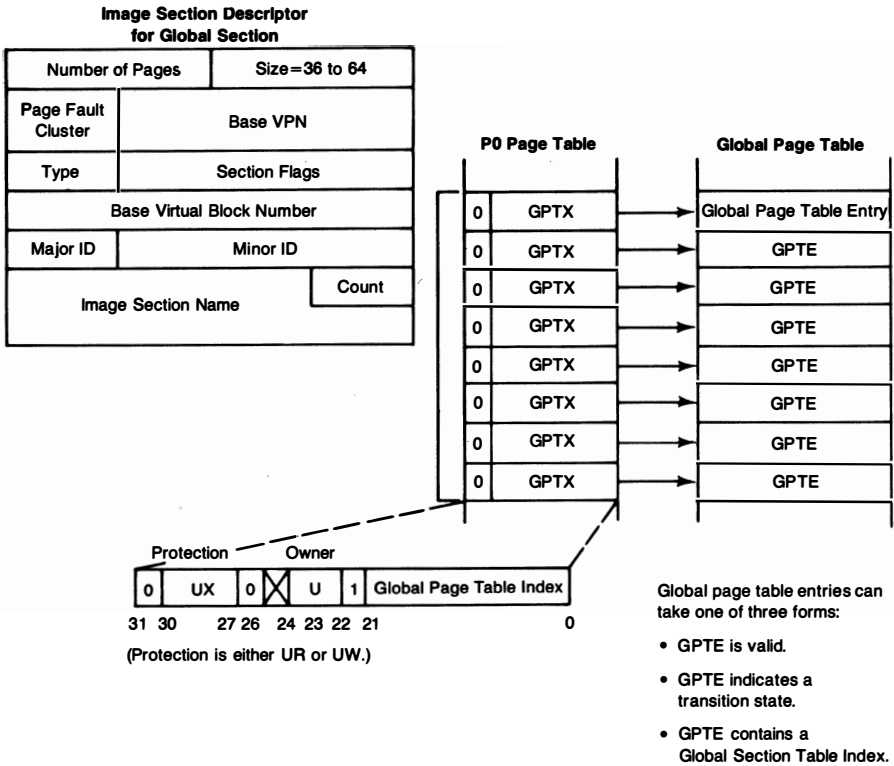 Image Section Descriptor
for Global Section
Number of Pages
Size=36 to 64
Page Fault
Cluster
Base VPN
Type
Section Flags
Base Virtual Block Number
Major ID
Minor ID
Image Section Name
Count
P0 Page Table
0 GPTX
0 GPTX
0 GPTX
0 GPTX
0 GPTX
0 GPTX
0 GPTX
0 GPTX
Global Page Table
Global Page Table Entry
GPTE
GPTE
GPTE
GPTE
GPTE
GPTE
GPTE
Protection Owner
0 UX 0 U 1 Global Page Table Index
31 30 27 26 24 23 22 21 0
(Protection is either UR or UW.)
Global page table entries can
take one of three forms:
• GPTE is valid.
• GPTE indicates a
transition state.
• GPTE contains a
Global Section Table Index.